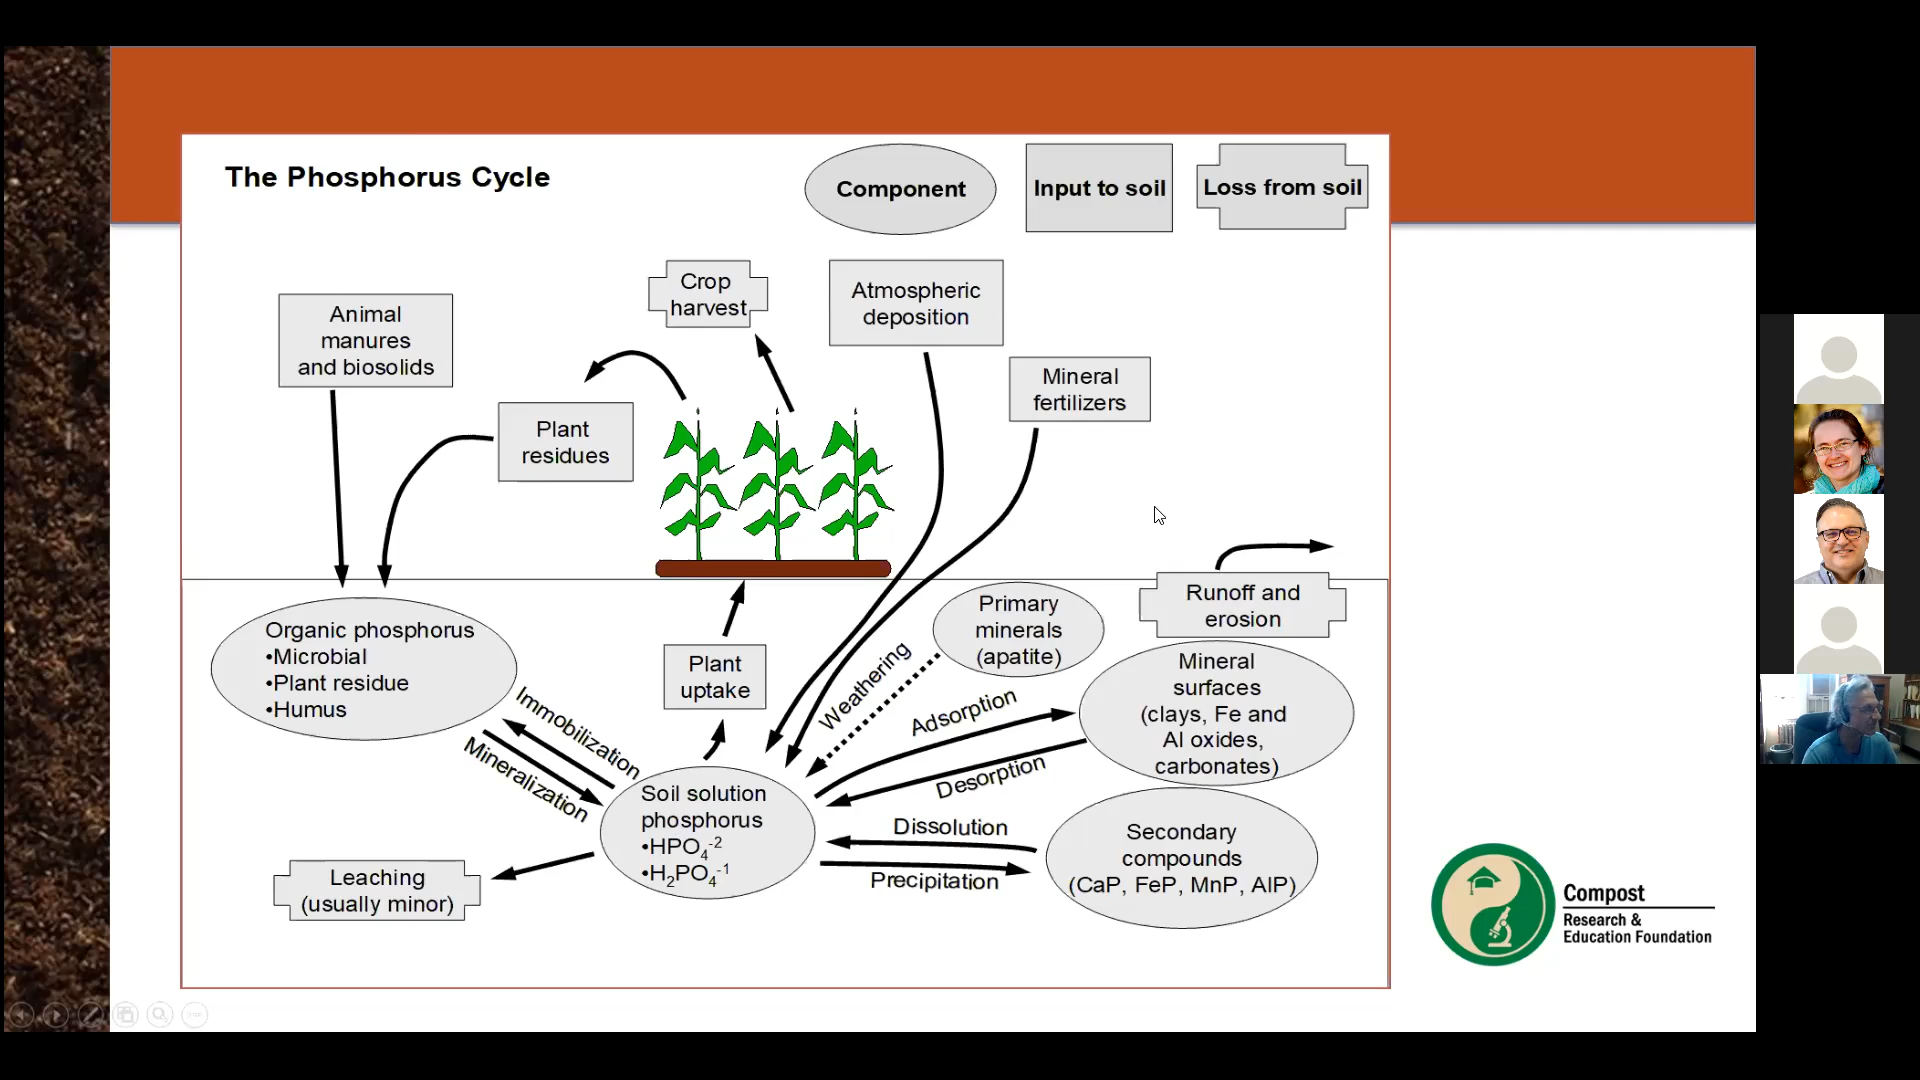 The Phosphorus Cycle
Component
Input to soil
Loss from soil
Animal
manures
and biosolids
Crop
harvest
Atmospheric
deposition
Mineral
fertilizers
Plant
residues
Organic phosphorus
•Microbial
•Plant residue
•Humus
Plant
uptake
Primary
minerals
(apatite)
Runoff and
erosion
Weathering
Adsorption
Desorption
Mineral
surfaces
(clays, Fe and
Al oxides,
carbonates)
Immobilization
Mineralization
Soil solution
phosphorus
•HPO₄⁻²
•H₂PO₄⁻¹
Dissolution
Precipitation
Secondary
compounds
(CaP, FeP, MnP, AlP)
Leaching
(usually minor)
Compost
Research &
Education Foundation